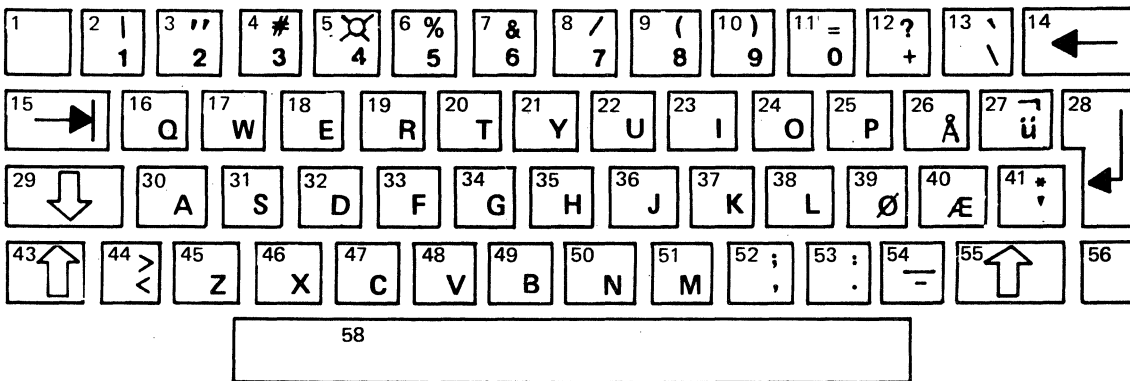 1 2 | 1 3 " 2 4 # 3 5 ¤ 4 6 % 5 7 & 6 8 / 7 9 ( 8 10 ) 9 11 = 0 12 ? + 13 ` \ 14 ←
15 →| 16 Q 17 W 18 E 19 R 20 T 21 Y 22 U 23 I 24 O 25 P 26 Å 27 ¬ ü 28 ↵
29 ⇩ 30 A 31 S 32 D 33 F 34 G 35 H 36 J 37 K 38 L 39 Ø 40 Æ 41 * '
43 ⇧ 44 > < 45 Z 46 X 47 C 48 V 49 B 50 N 51 M 52 ; , 53 : . 54 _ - 55 ⇧ 56
58